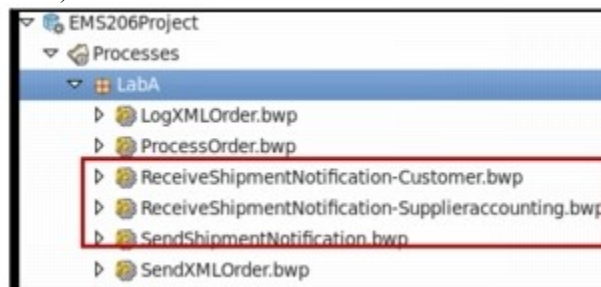 EMS206Project
Processes
LabA
LogXMLOrder.bwp
ProcessOrder.bwp
ReceiveShipmentNotification-Customer.bwp
ReceiveShipmentNotification-Supplieraccounting.bwp
SendShipmentNotification.bwp
SendXMLOrder.bwp